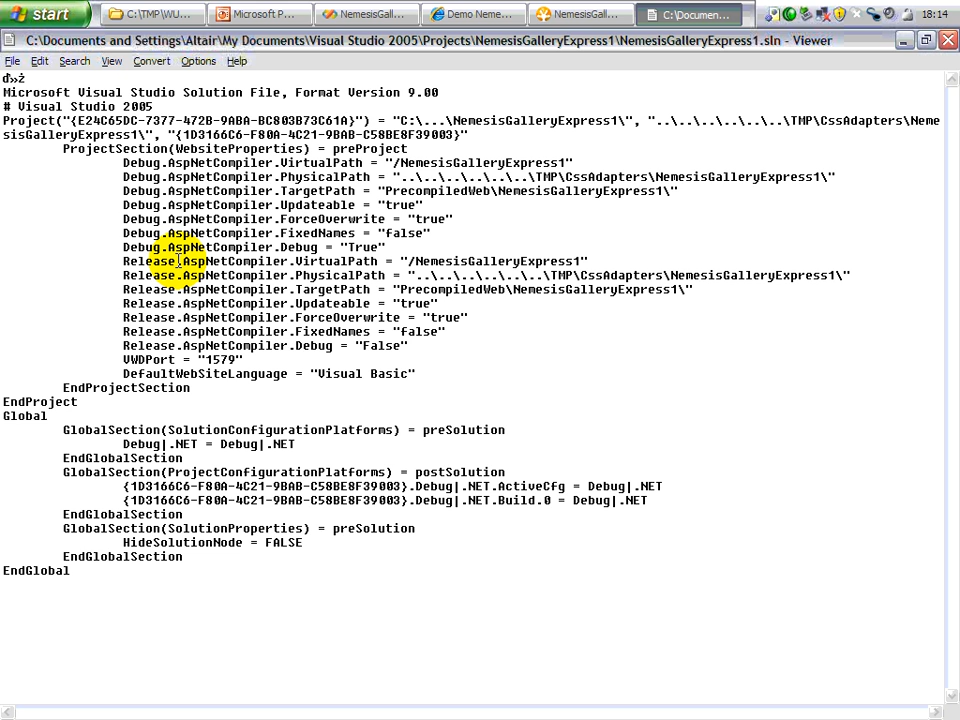 start
C:\TMP\WU...
Microsoft P...
NemesisGall...
Demo Neme...
NemesisGall...
C:\Documen...
18:14
C:\Documents and Settings\Altair\My Documents\Visual Studio 2005\Projects\NemesisGalleryExpress1\NemesisGalleryExpress1.sln - Viewer
File Edit Search View Convert Options Help
ď»ż
Microsoft Visual Studio Solution File, Format Version 9.00
# Visual Studio 2005
Project("{E24C65DC-7377-472B-9ABA-BC803B73C61A}") = "C:\...\NemesisGalleryExpress1\", "..\..\..\..\..\..\TMP\CssAdapters\Neme
sisGalleryExpress1\", "{1D3166C6-F80A-4C21-9BAB-C58BE8F39003}"
ProjectSection(WebsiteProperties) = preProject
Debug.AspNetCompiler.VirtualPath = "/NemesisGalleryExpress1"
Debug.AspNetCompiler.PhysicalPath = "..\..\..\..\..\..\TMP\CssAdapters\NemesisGalleryExpress1\"
Debug.AspNetCompiler.TargetPath = "PrecompiledWeb\NemesisGalleryExpress1\"
Debug.AspNetCompiler.Updateable = "true"
Debug.AspNetCompiler.ForceOverwrite = "true"
Debug.AspNetCompiler.FixedNames = "false"
Debug.AspNetCompiler.Debug = "True"
Release.AspNetCompiler.VirtualPath = "/NemesisGalleryExpress1"
Release.AspNetCompiler.PhysicalPath = "..\..\..\..\..\..\TMP\CssAdapters\NemesisGalleryExpress1\"
Release.AspNetCompiler.TargetPath = "PrecompiledWeb\NemesisGalleryExpress1\"
Release.AspNetCompiler.Updateable = "true"
Release.AspNetCompiler.ForceOverwrite = "true"
Release.AspNetCompiler.FixedNames = "false"
Release.AspNetCompiler.Debug = "False"
VWDPort = "1579"
DefaultWebSiteLanguage = "Visual Basic"
EndProjectSection
EndProject
Global
GlobalSection(SolutionConfigurationPlatforms) = preSolution
Debug|.NET = Debug|.NET
EndGlobalSection
GlobalSection(ProjectConfigurationPlatforms) = postSolution
{1D3166C6-F80A-4C21-9BAB-C58BE8F39003}.Debug|.NET.ActiveCfg = Debug|.NET
{1D3166C6-F80A-4C21-9BAB-C58BE8F39003}.Debug|.NET.Build.0 = Debug|.NET
EndGlobalSection
GlobalSection(SolutionProperties) = preSolution
HideSolutionNode = FALSE
EndGlobalSection
EndGlobal